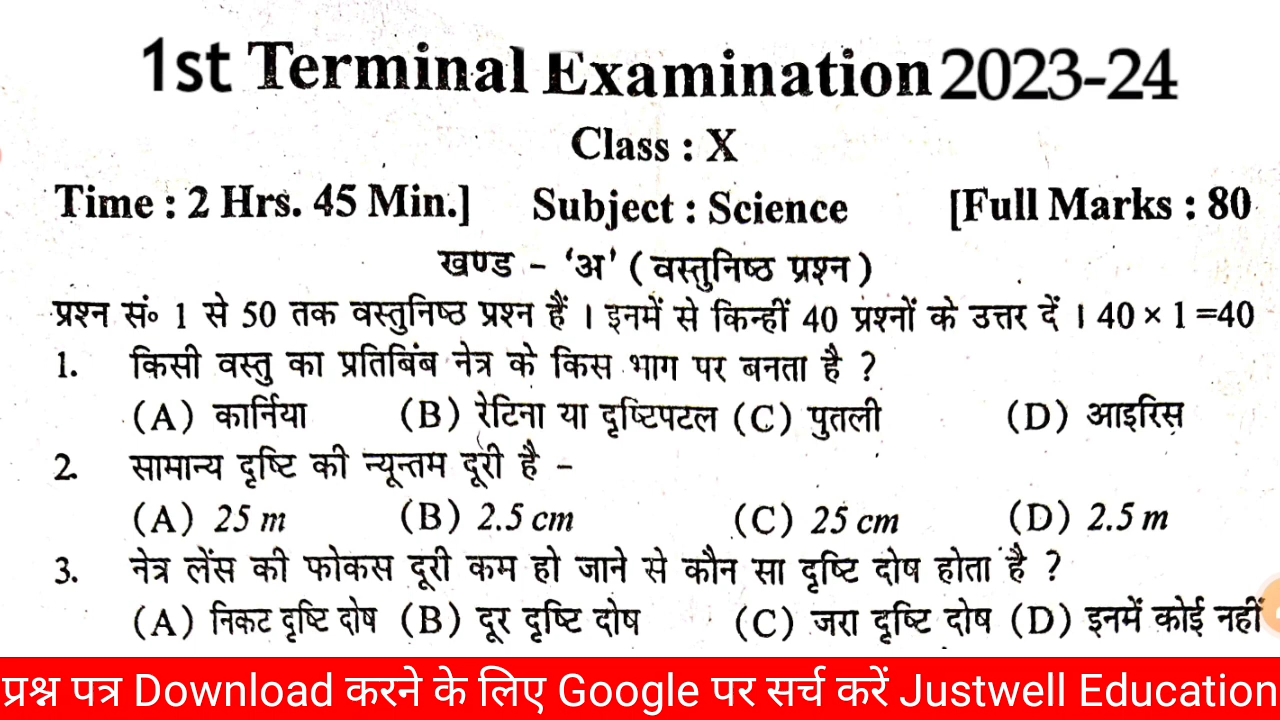 1st Terminal Examination 2023-24
Class : X
Time : 2 Hrs. 45 Min.] Subject : Science [Full Marks : 80
खण्ड - 'अ' ( वस्तुनिष्ठ प्रश्न )
प्रश्न सं० 1 से 50 तक वस्तुनिष्ठ प्रश्न हैं । इनमें से किन्हीं 40 प्रश्नों के उत्तर दें । 40 × 1 =40
1. किसी वस्तु का प्रतिबिंब नेत्र के किस भाग पर बनता है ?
(A) कार्निया (B) रेटिना या दृष्टिपटल (C) पुतली (D) आइरिस
2. सामान्य दृष्टि की न्यून्तम दूरी है -
(A) 25 m (B) 2.5 cm (C) 25 cm (D) 2.5 m
3. नेत्र लेंस की फोकस दूरी कम हो जाने से कौन सा दृष्टि दोष होता है ?
(A) निकट दृष्टि दोष (B) दूर दृष्टि दोष (C) जरा दृष्टि दोष (D) इनमें कोई नहीं
प्रश्न पत्र Download करने के लिए Google पर सर्च करें Justwell Education